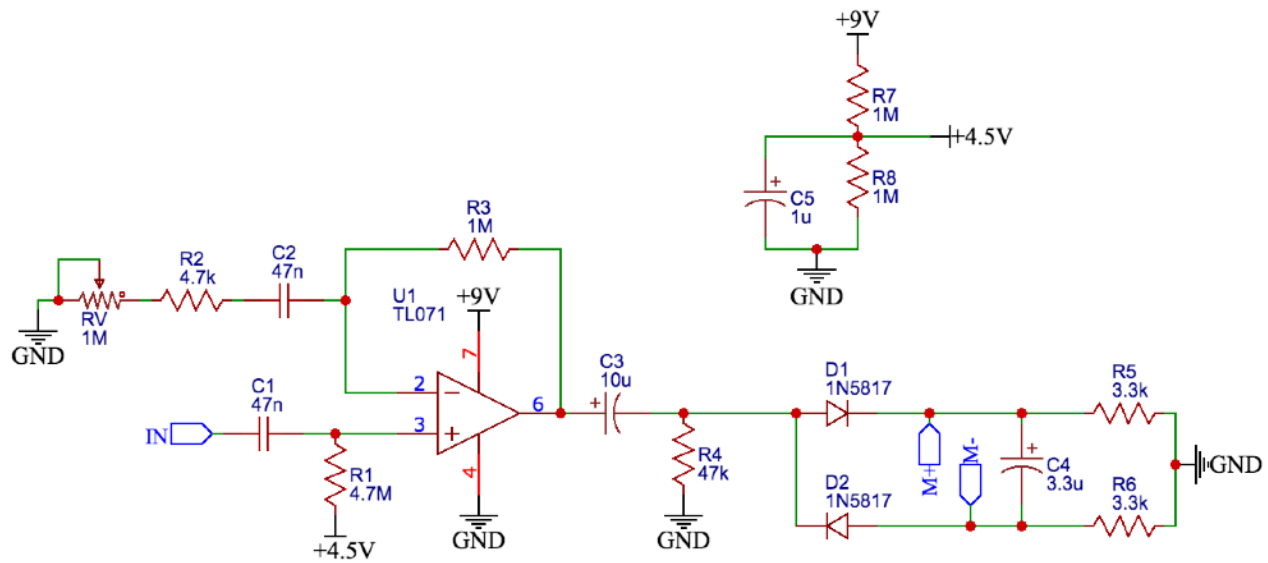 +9V
R7
1M
+4.5V
R8
1M
C5
1u
GND
R3
1M
C2
47n
R2
4.7k
U1
TL071
+9V
RV
1M
GND
7
2
3
6
4
C1
47n
IN
R1
4.7M
+4.5V
GND
C3
10u
+
R4
47k
GND
D1
1N5817
D2
1N5817
M+
M-
+
C4
3.3u
R5
3.3k
R6
3.3k
GND